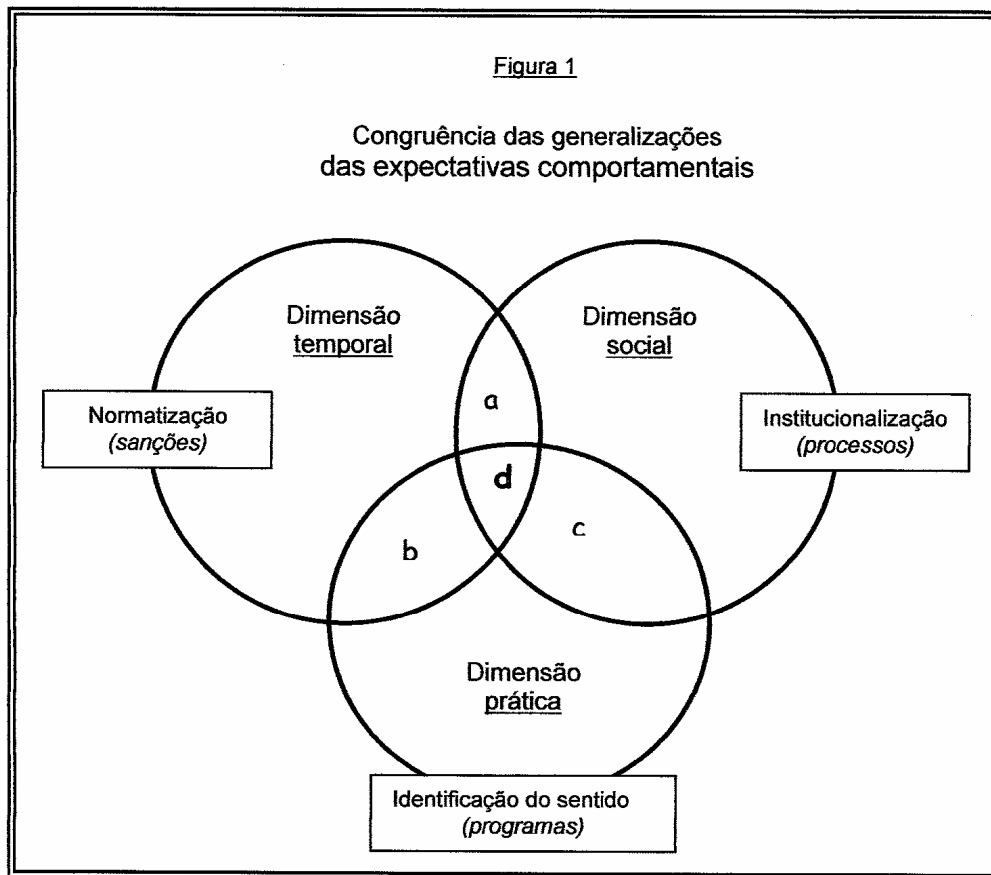 Figura 1
Congruência das generalizações
das expectativas comportamentais
Dimensão
temporal
Dimensão
social
Normatização
(sanções)
a
Institucionalização
(processos)
d
b
c
Dimensão
prática
Identificação do sentido
(programas)